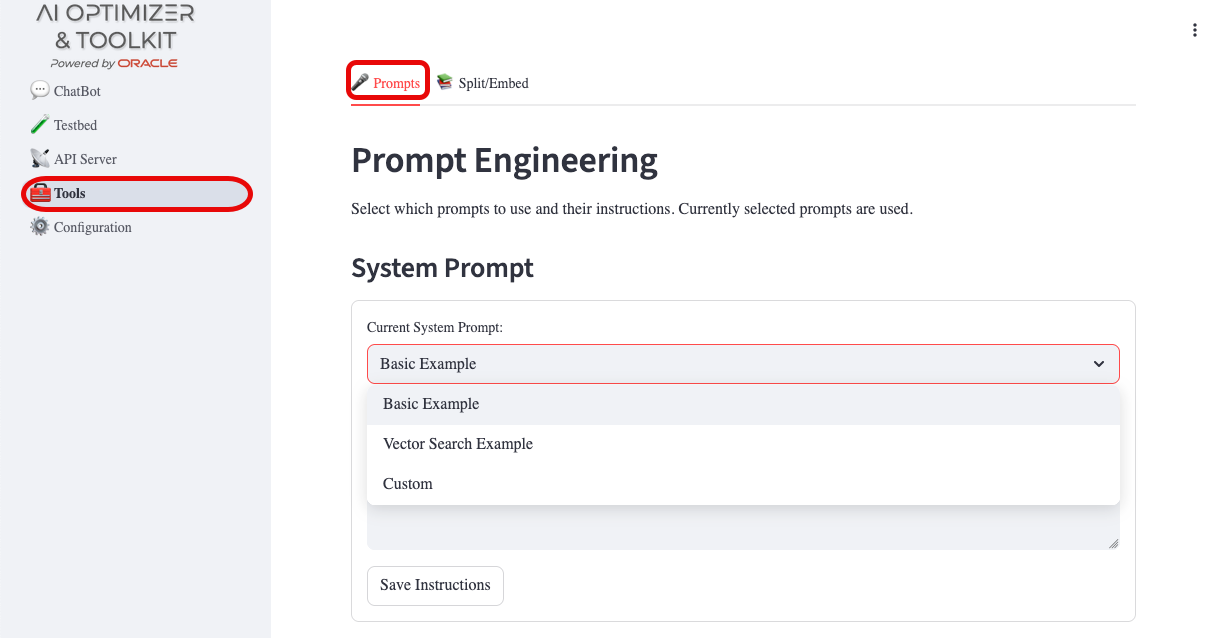 AI OPTIMIZER
& TOOLKIT
Powered by ORACLE
ChatBot
Testbed
API Server
Tools
Configuration
Prompts
Split/Embed
Prompt Engineering
Select which prompts to use and their instructions. Currently selected prompts are used.
System Prompt
Current System Prompt:
Basic Example
Basic Example
Vector Search Example
Custom
Save Instructions